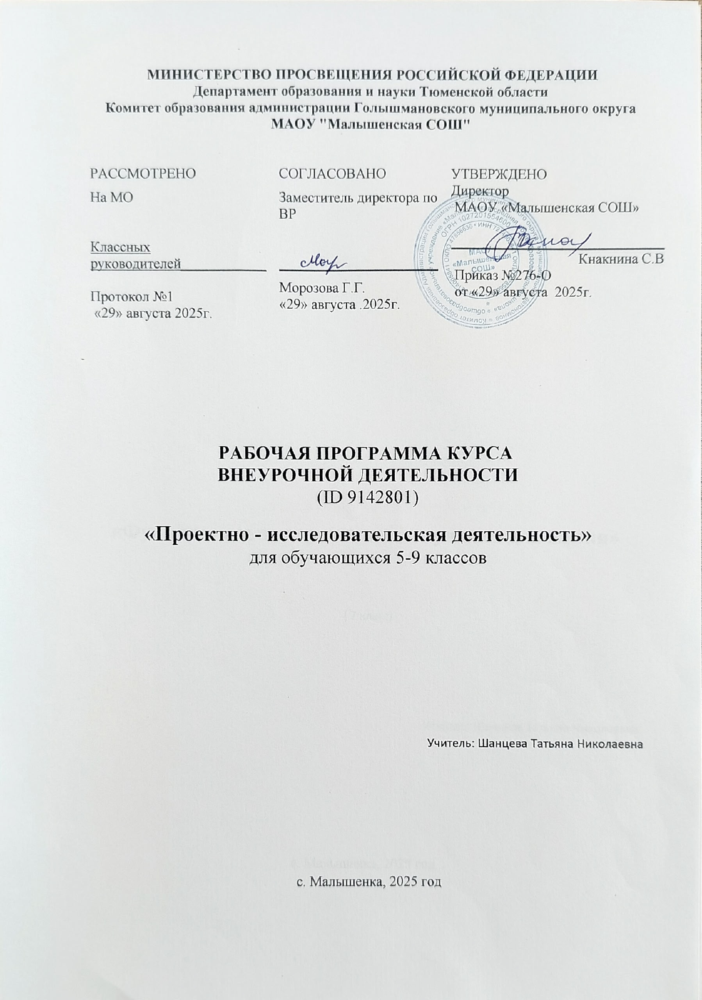 МИНИСТЕРСТВО ПРОСВЕЩЕНИЯ РОССИЙСКОЙ ФЕДЕРАЦИИ
Департамент образования и науки Тюменской области
Комитет образования администрации Голышмановского муниципального округа
МАОУ "Малышенская СОШ"
РАССМОТРЕНО
На МО
Классных
руководителей
Протокол №1
«29» августа 2025г.
СОГЛАСОВАНО
Заместитель директора по
ВР
Морозова Г.Г.
«29» августа .2025г.
УТВЕРЖДЕНО
Директор
МАОУ «Малышенская СОШ»
Кнакнина С.В
Приказ №276-О
от «29» августа 2025г.
ОГРН 1027201554600
МАОУ
«Малышенская
СОШ»
РАБОЧАЯ ПРОГРАММА КУРСА
ВНЕУРОЧНОЙ ДЕЯТЕЛЬНОСТИ
(ID 9142801)
«Проектно - исследовательская деятельность»
для обучающихся 5-9 классов
Учитель: Шанцева Татьяна Николаевна
с. Малышенка, 2025 год